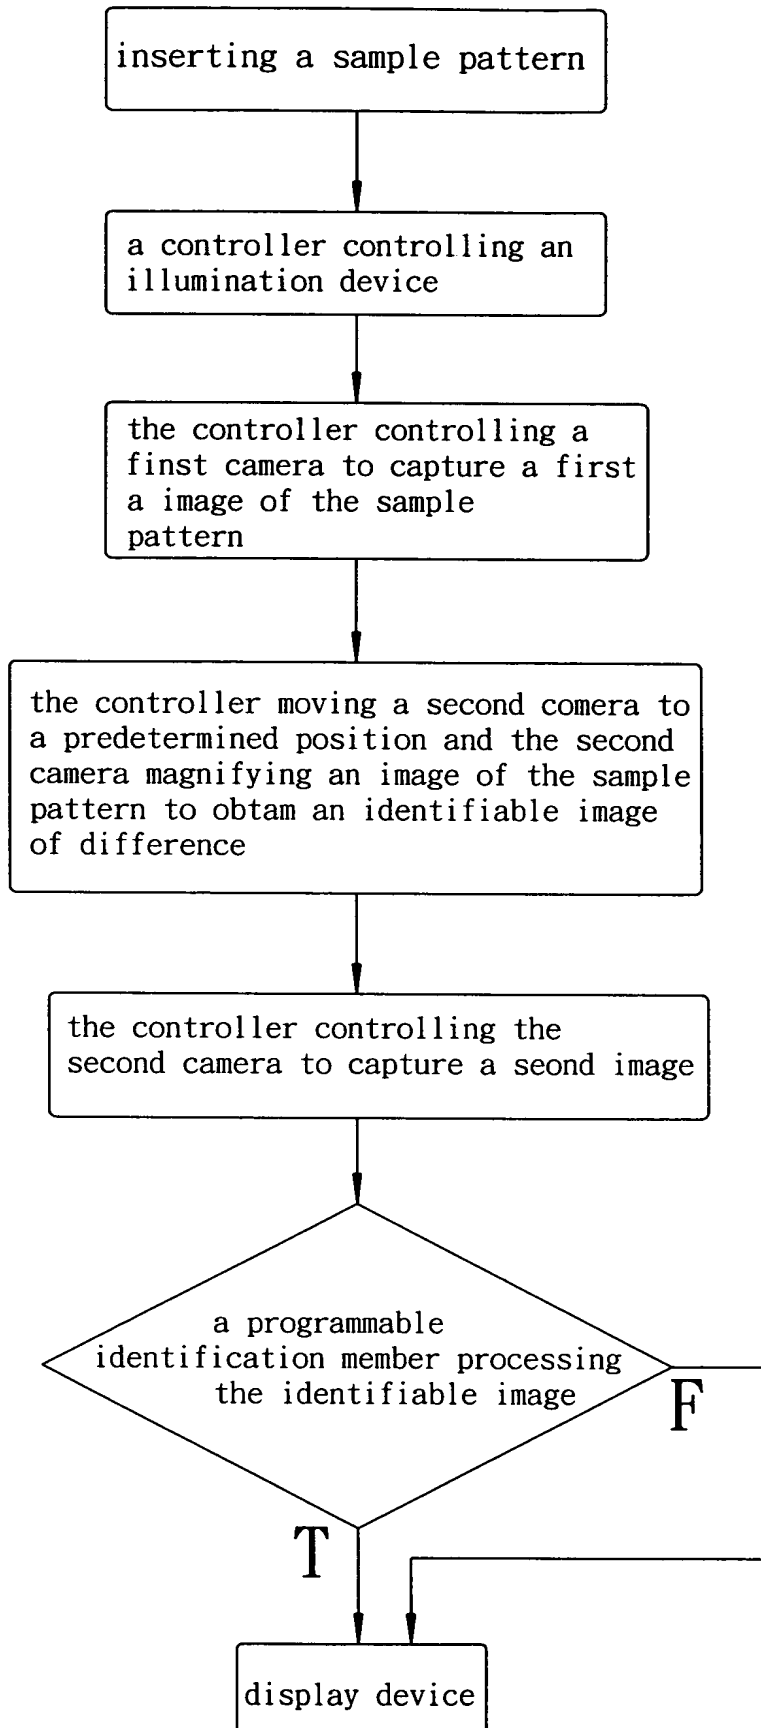 inserting a sample pattern
a controller controlling an
illumination device
the controller controlling a
finst camera to capture a first
a image of the sample
pattern
the controller moving a second comera to
a predetermined position and the second
camera magnifying an image of the sample
pattern to obtam an identifiable image
of difference
the controller controlling the
second camera to capture a seond image
a programmable
identification member processing
the identifiable image
F
T
display device